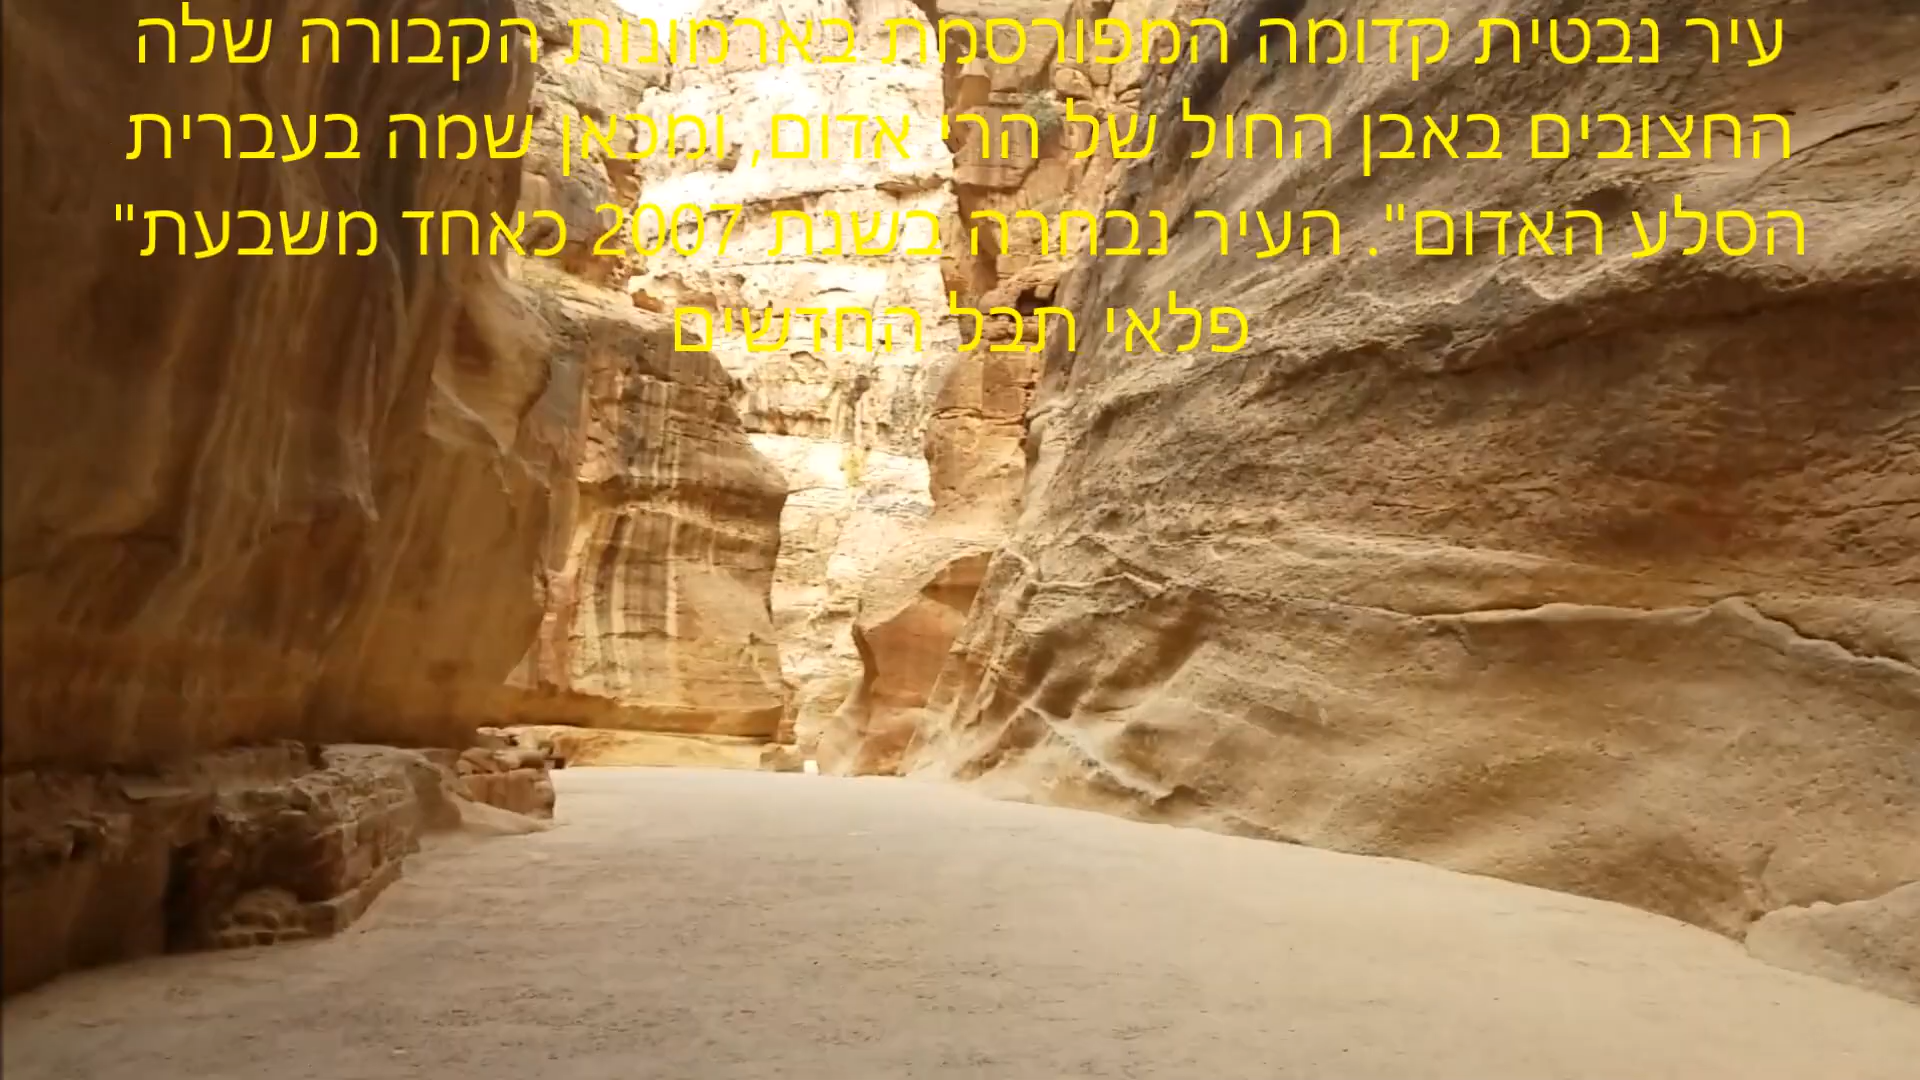 עיר נבטית קדומה המפורסמת בארמונות הקבורה שלה
החצובים באבן החול של הרי אדום, ומכאן שמה בעברית
הסלע האדום". העיר נבחרה בשנת 2007 כאחד משבעת"
פלאי תבל החדשים